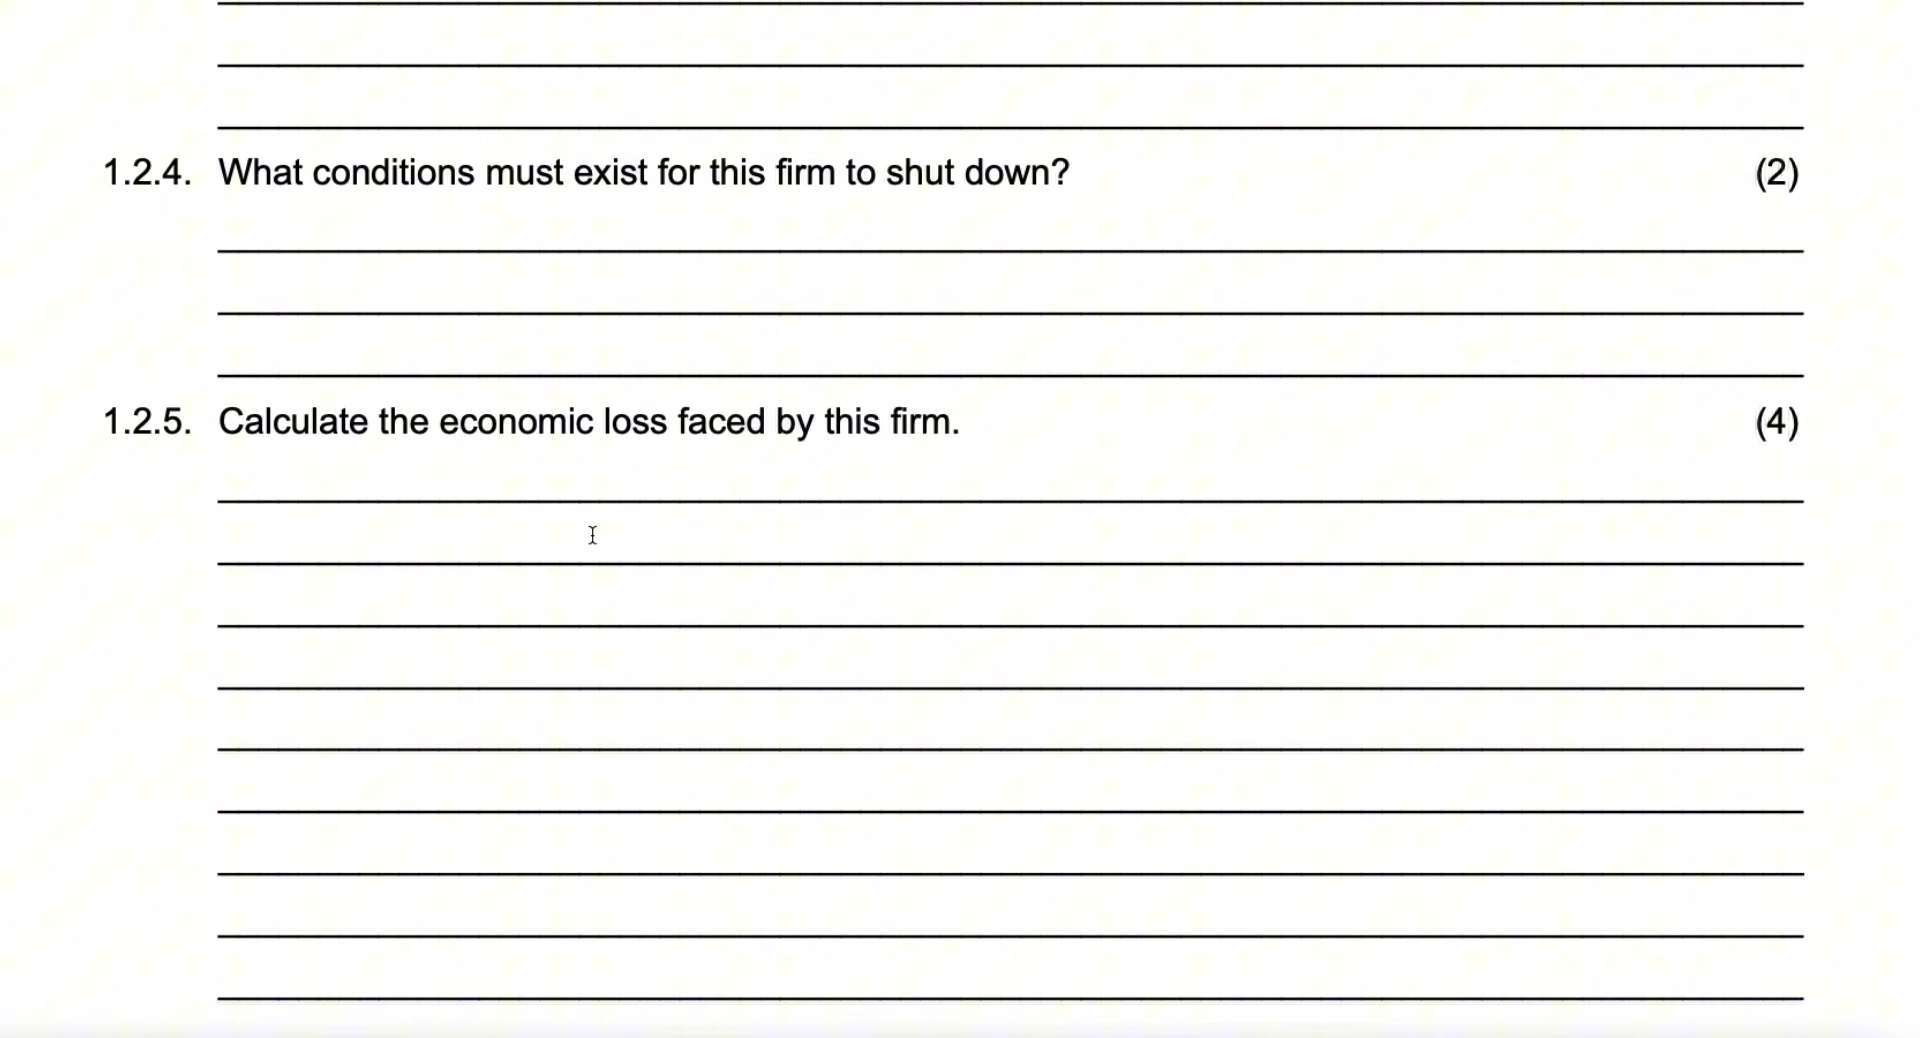 1.2.4. What conditions must exist for this firm to shut down? (2)
1.2.5. Calculate the economic loss faced by this firm. (4)